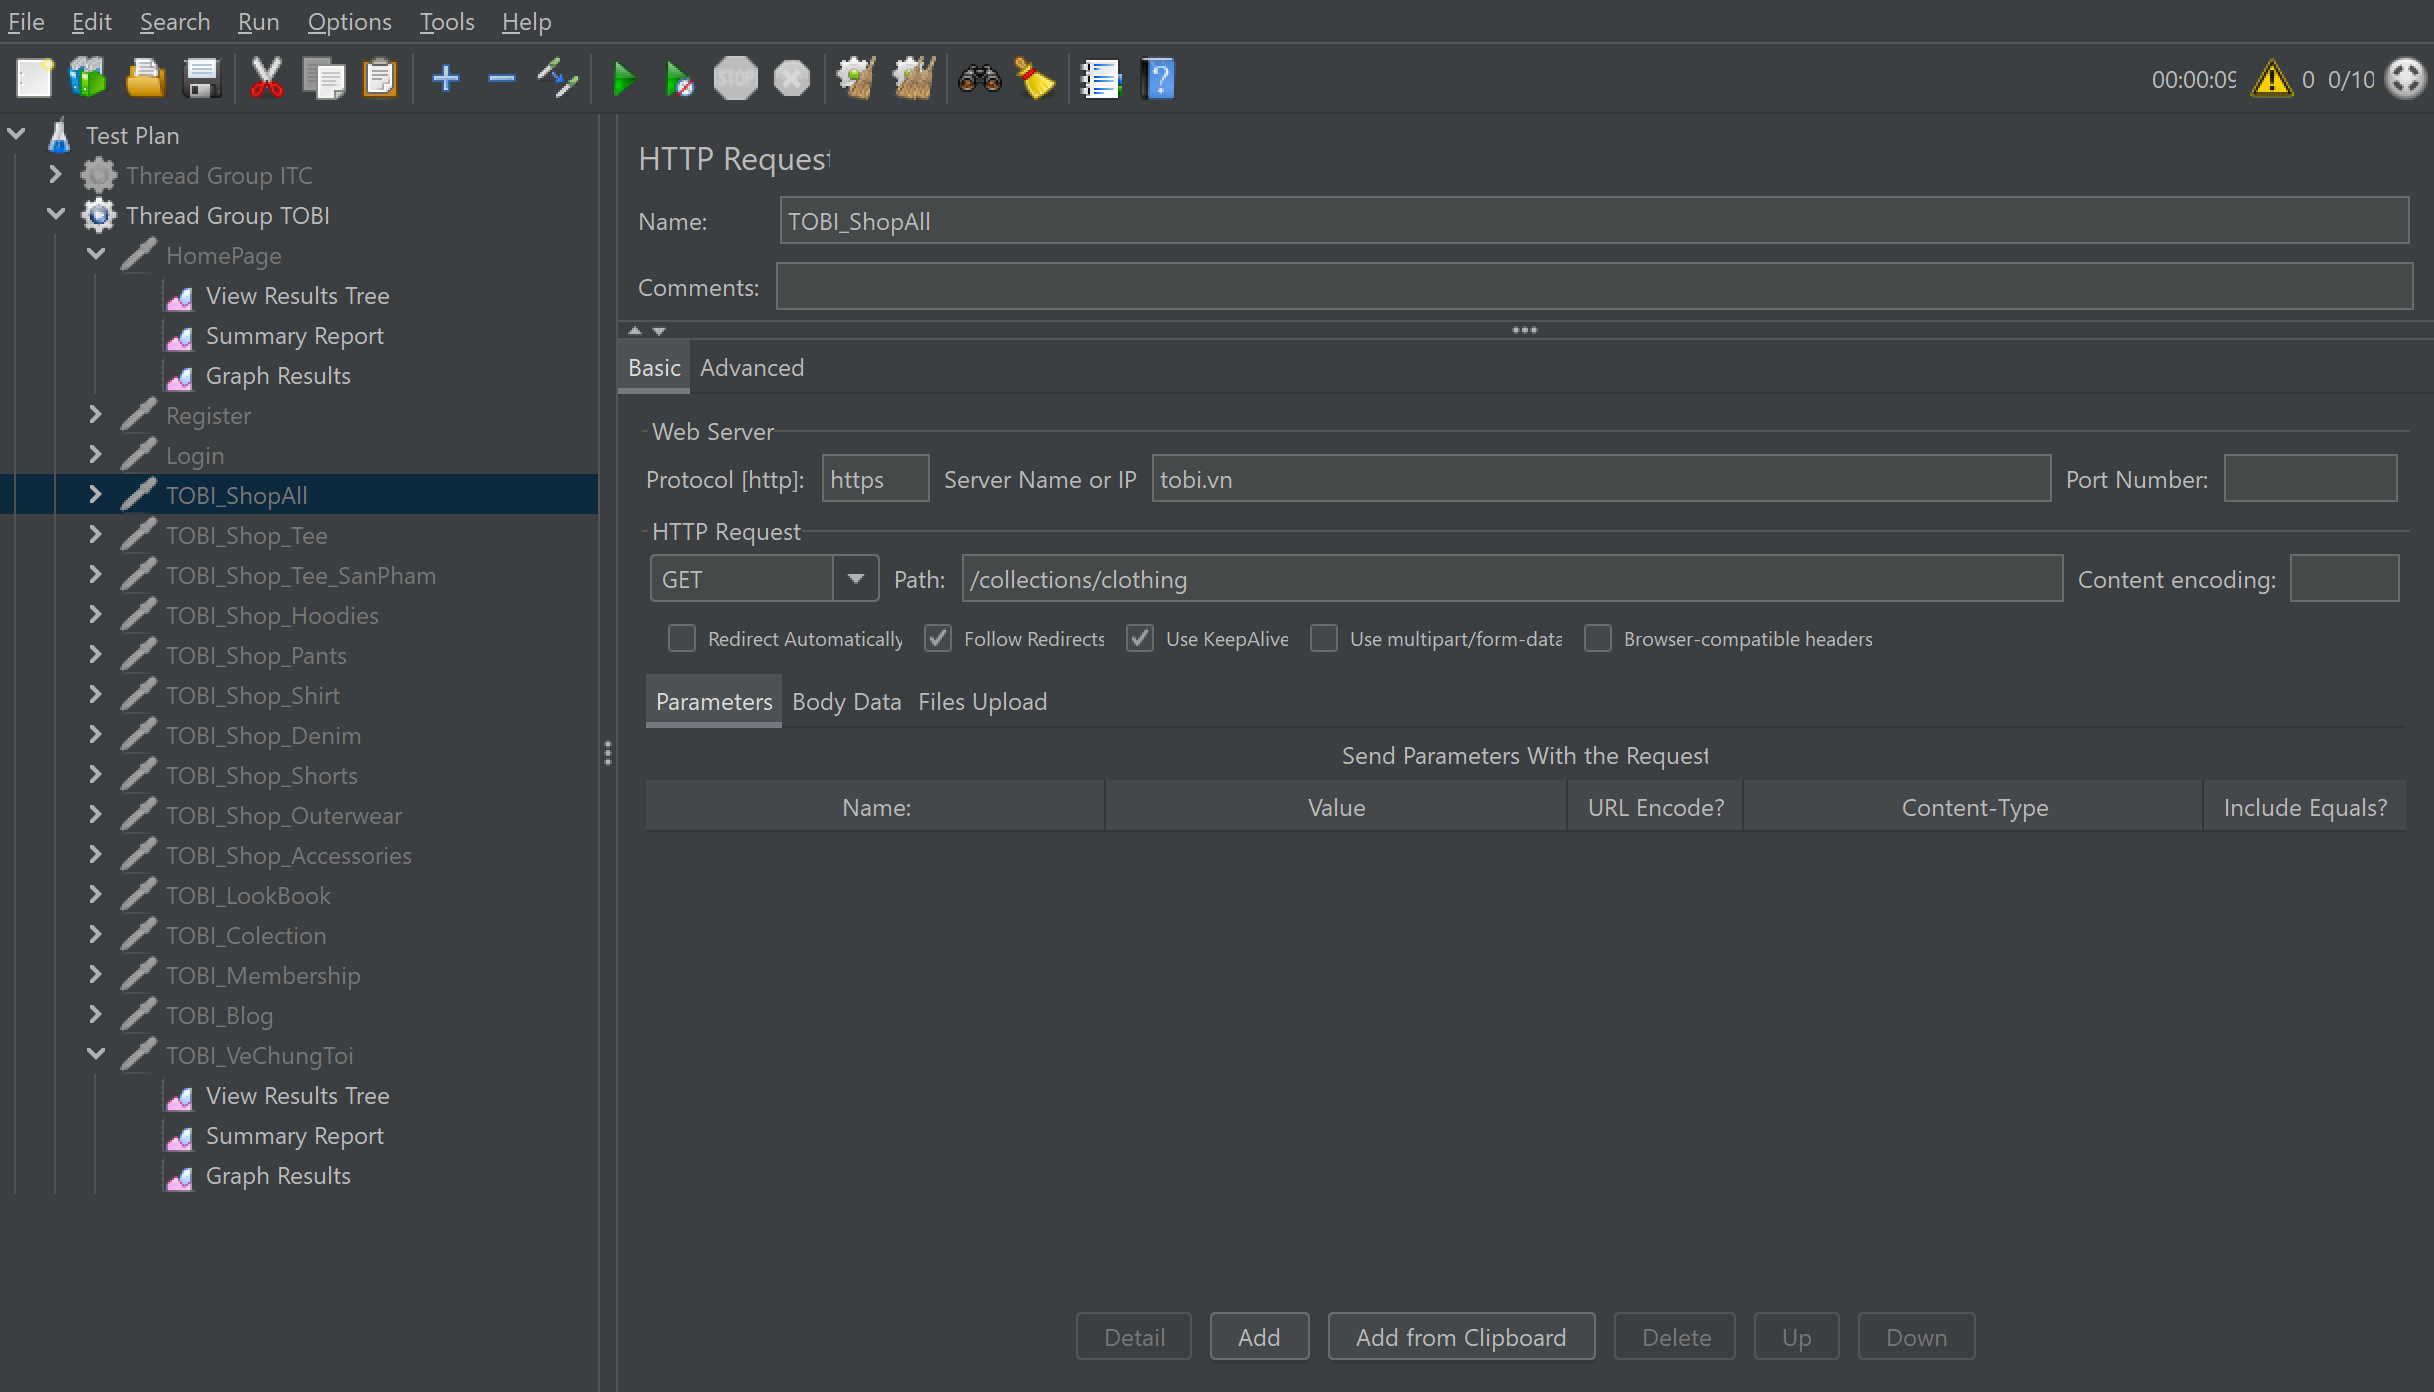 File Edit Search Run Options Tools Help
STOP
00:00:09 0 0/10
Test Plan
Thread Group ITC
Thread Group TOBI
HomePage
View Results Tree
Summary Report
Graph Results
Register
Login
TOBI_ShopAll
TOBI_Shop_Tee
TOBI_Shop_Tee_SanPham
TOBI_Shop_Hoodies
TOBI_Shop_Pants
TOBI_Shop_Shirt
TOBI_Shop_Denim
TOBI_Shop_Shorts
TOBI_Shop_Outerwear
TOBI_Shop_Accessories
TOBI_LookBook
TOBI_Colection
TOBI_Membership
TOBI_Blog
TOBI_VeChungToi
View Results Tree
Summary Report
Graph Results
HTTP Request
Name: TOBI_ShopAll
Comments:
Basic Advanced
Web Server
Protocol [http]: https Server Name or IP tobi.vn Port Number:
HTTP Request
GET Path: /collections/clothing Content encoding:
Redirect Automatically Follow Redirects Use KeepAlive Use multipart/form-data Browser-compatible headers
Parameters Body Data Files Upload
Send Parameters With the Request
Name: Value URL Encode? Content-Type Include Equals?
Detail Add Add from Clipboard Delete Up Down